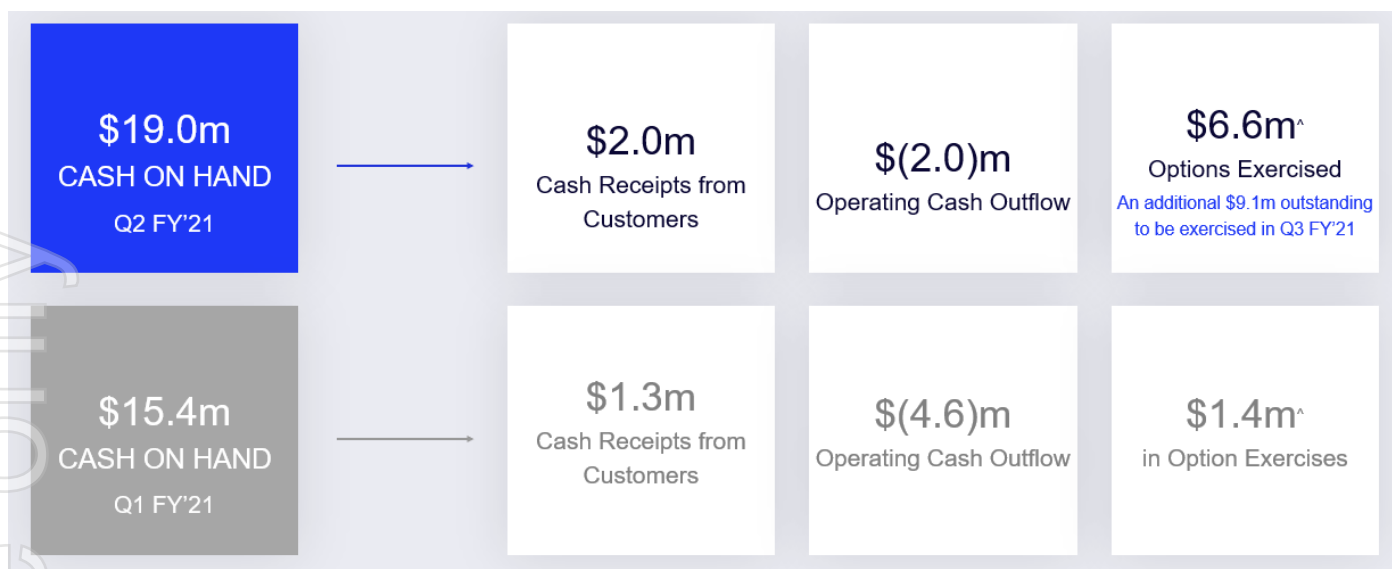 $19.0m
CASH ON HAND
Q2 FY’21
$2.0m
Cash Receipts from
Customers
$(2.0)m
Operating Cash Outflow
$6.6m^
Options Exercised
An additional $9.1m outstanding
to be exercised in Q3 FY’21
$15.4m
CASH ON HAND
Q1 FY’21
$1.3m
Cash Receipts from
Customers
$(4.6)m
Operating Cash Outflow
$1.4m^
in Option Exercises